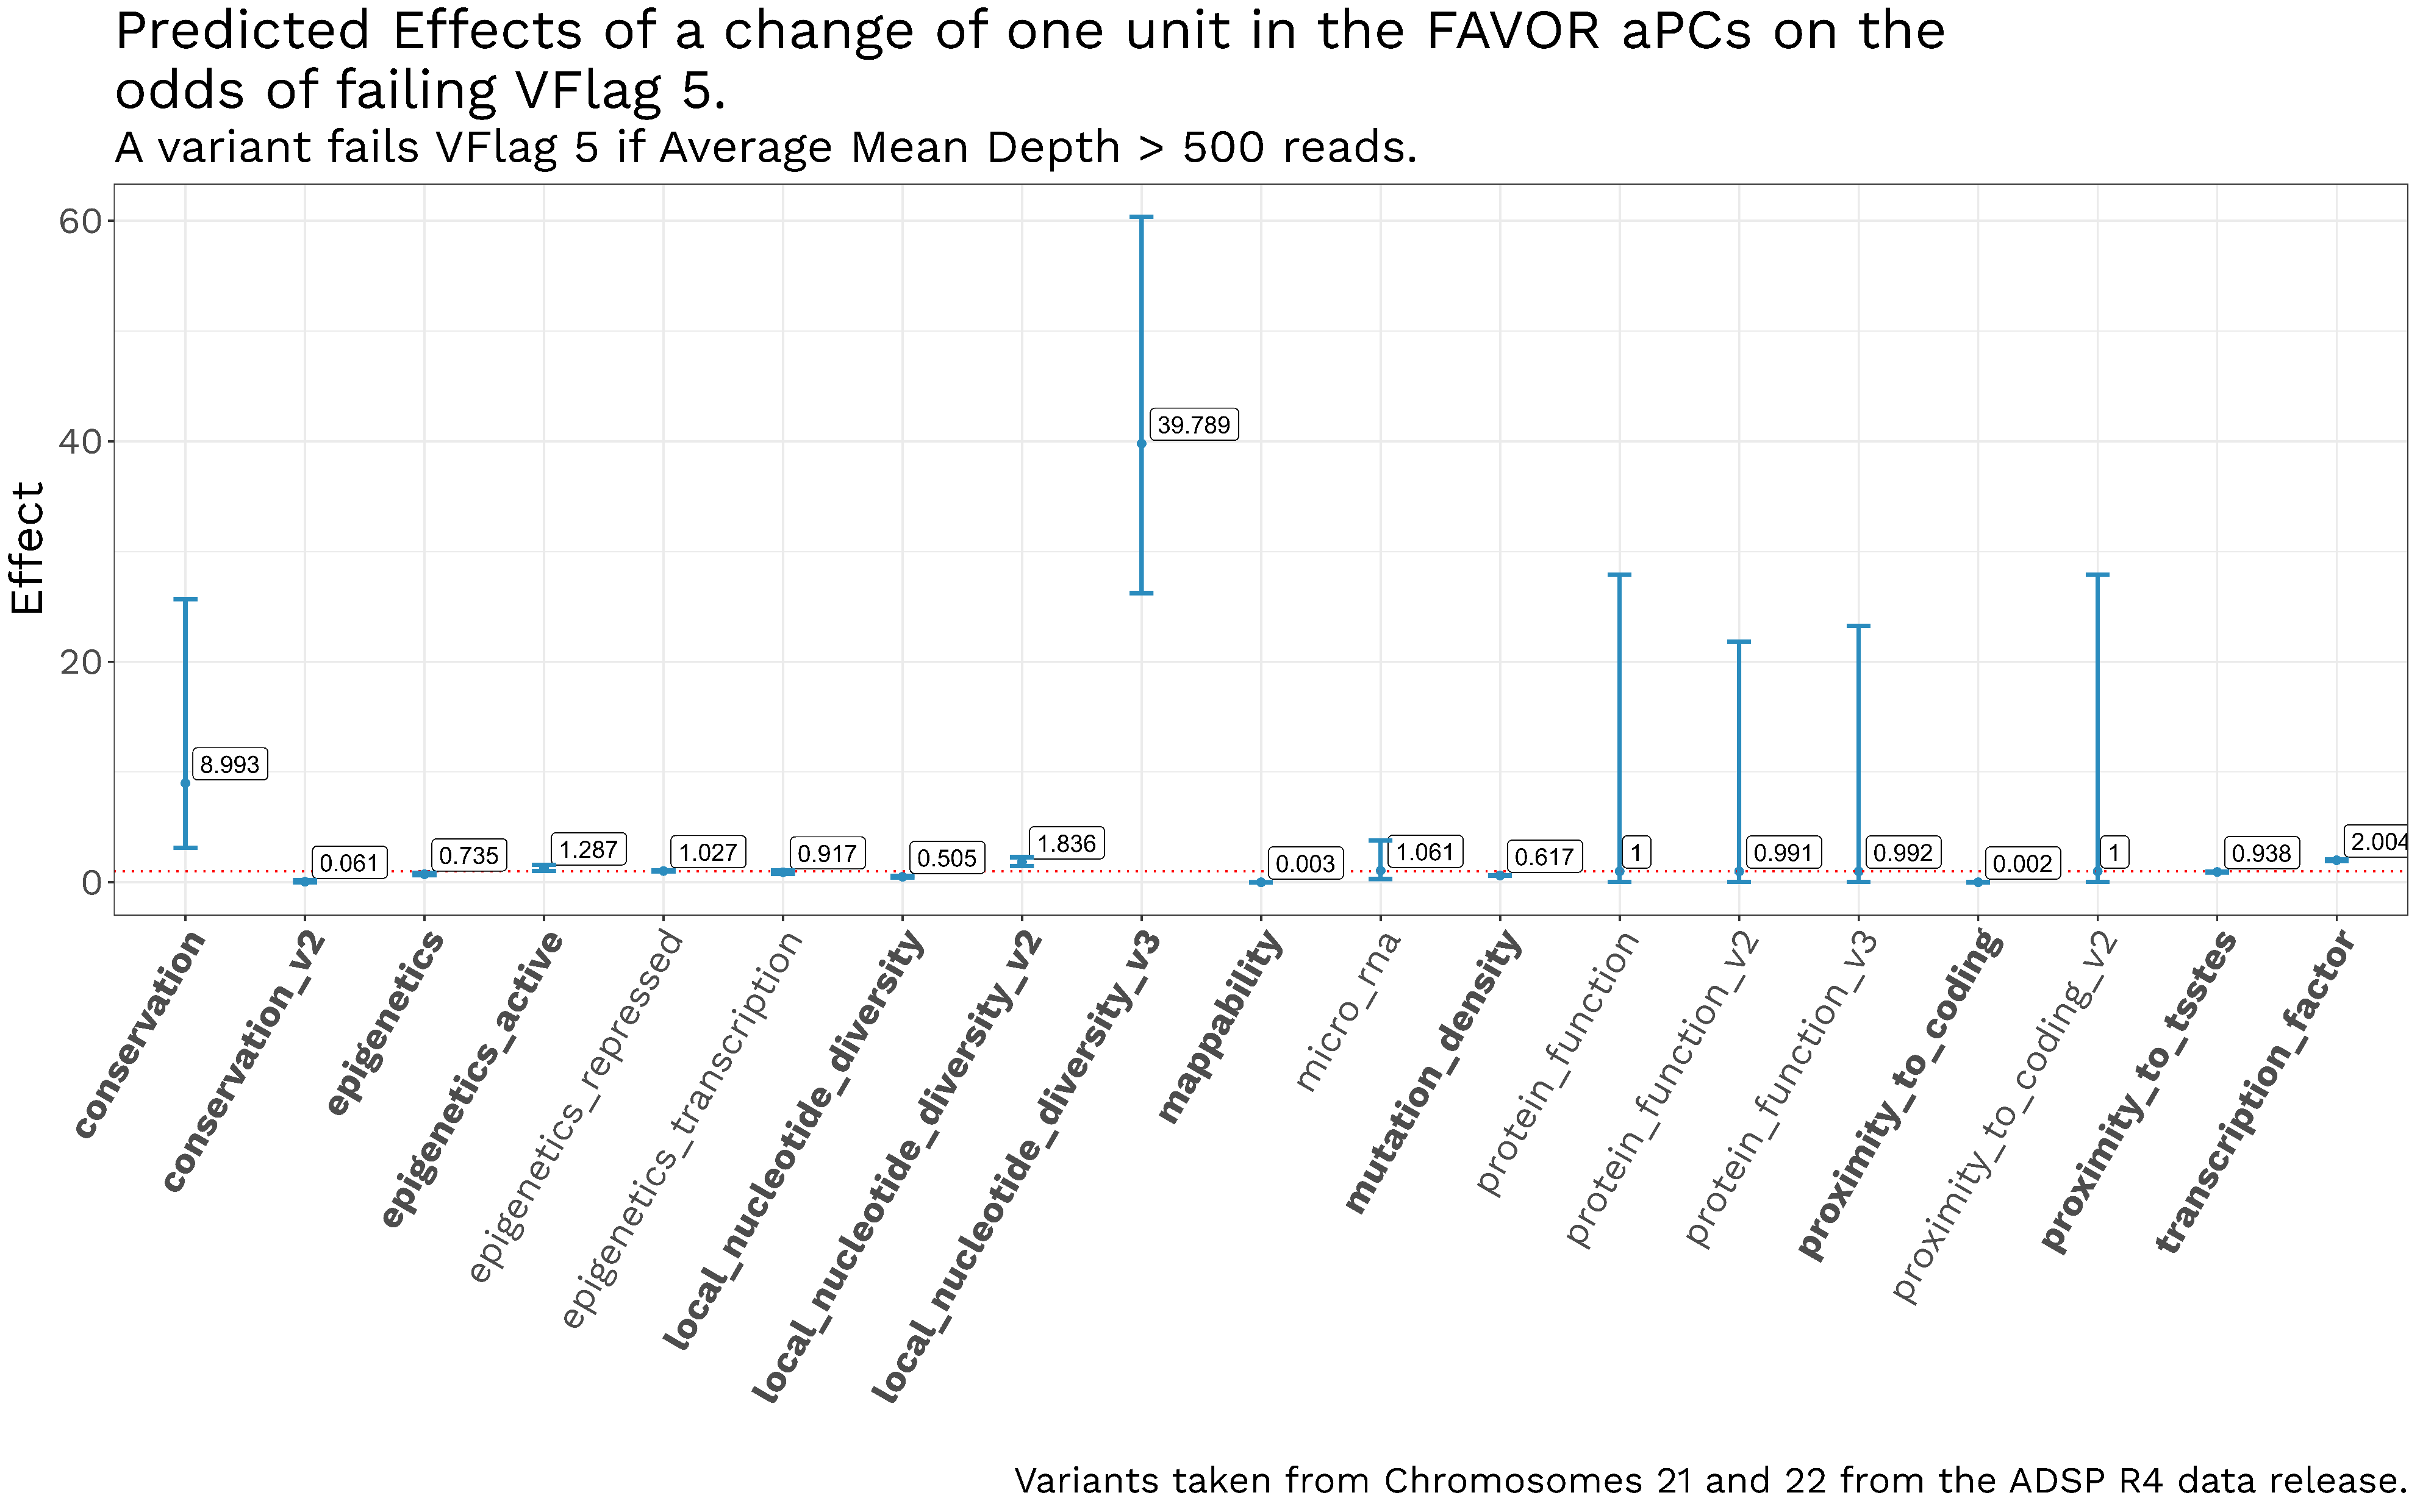 Predicted Effects of a change of one unit in the FAVOR aPCs on the
odds of failing VFlag 5.
A variant fails VFlag 5 if Average Mean Depth > 500 reads.
Effect
60
40
20
0
8.993
0.061
0.735
1.287
1.027
0.917
0.505
1.836
39.789
0.003
1.061
0.617
1
0.991
0.992
0.002
1
0.938
2.004
conservation
conservation_v2
epigenetics
epigenetics_active
epigenetics_repressed
epigenetics_transcription
local_nucleotide_diversity
local_nucleotide_diversity_v2
local_nucleotide_diversity_v3
mappability
micro_rna
mutation_density
protein_function
protein_function_v2
protein_function_v3
proximity_to_coding
proximity_to_coding_v2
proximity_to_tsstes
transcription_factor
Variants taken from Chromosomes 21 and 22 from the ADSP R4 data release.